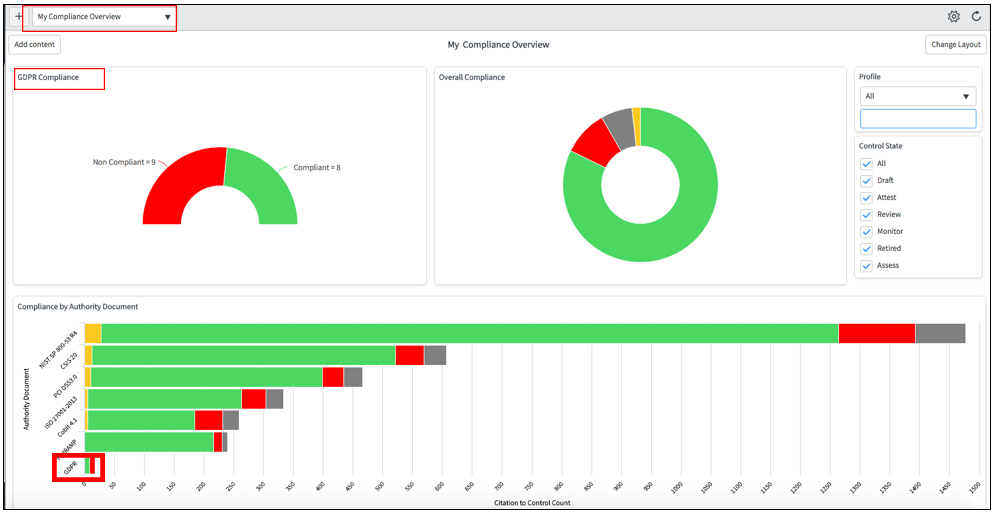 + My Compliance Overview
Add content
My Compliance Overview
Change Layout
GDPR Compliance
Non Compliant = 9
Compliant = 8
Overall Compliance
Profile
All
Control State
All
Draft
Attest
Review
Monitor
Retired
Assess
Compliance by Authority Document
Authority Document
NIST SP 800-53 R4
CSIS 20
PCI DSS3.0
ISO 27001-2013
Cobit 4.1
GDPR
0 50 100 150 200 250 300 350 400 450 500 550 600 650 700 750 800 850 900 950 1000 1050 1100 1150 1200 1250 1300 1350 1400 1450 1500
Citation to Control Count